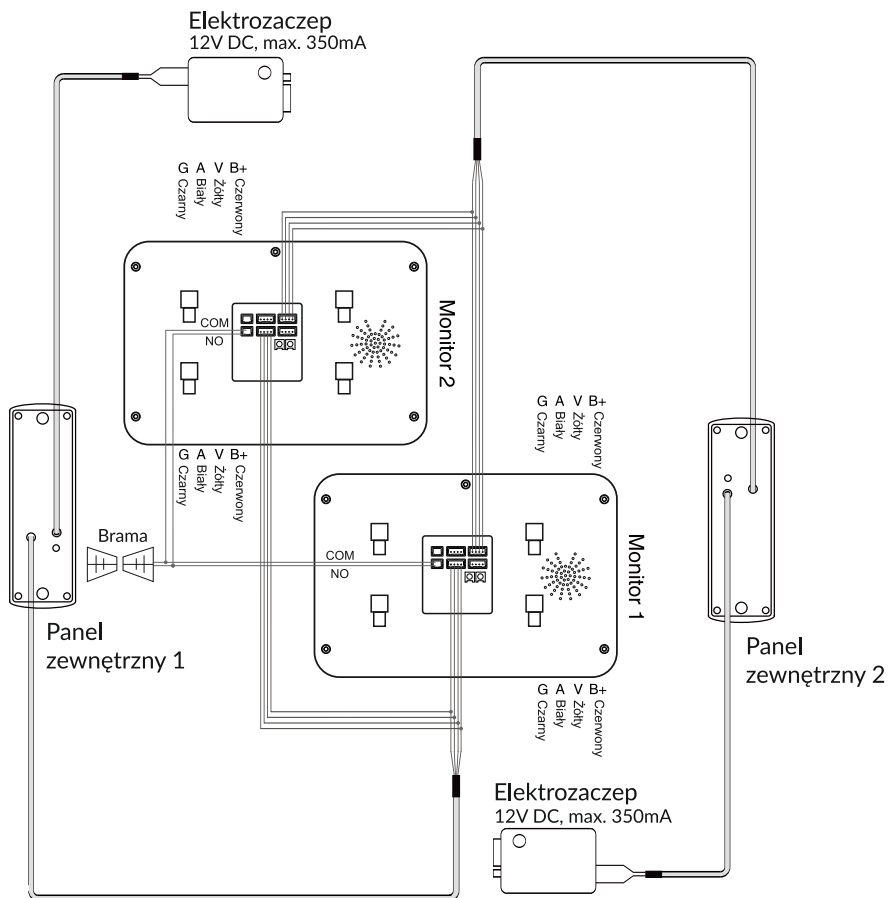 Elektrozaczep
12V DC, max. 350mA
G A V B+
Czarny
Biały
Żółty
Czerwony
COM
NO
Monitor 2
G A V B+
Czarny
Biały
Żółty
Czerwony
G A V B+
Czarny
Biały
Żółty
Czerwony
Brama
COM
NO
Monitor 1
Panel
zewnętrzny 1
Panel
zewnętrzny 2
G A V B+
Czarny
Biały
Żółty
Czerwony
Elektrozaczep
12V DC, max. 350mA